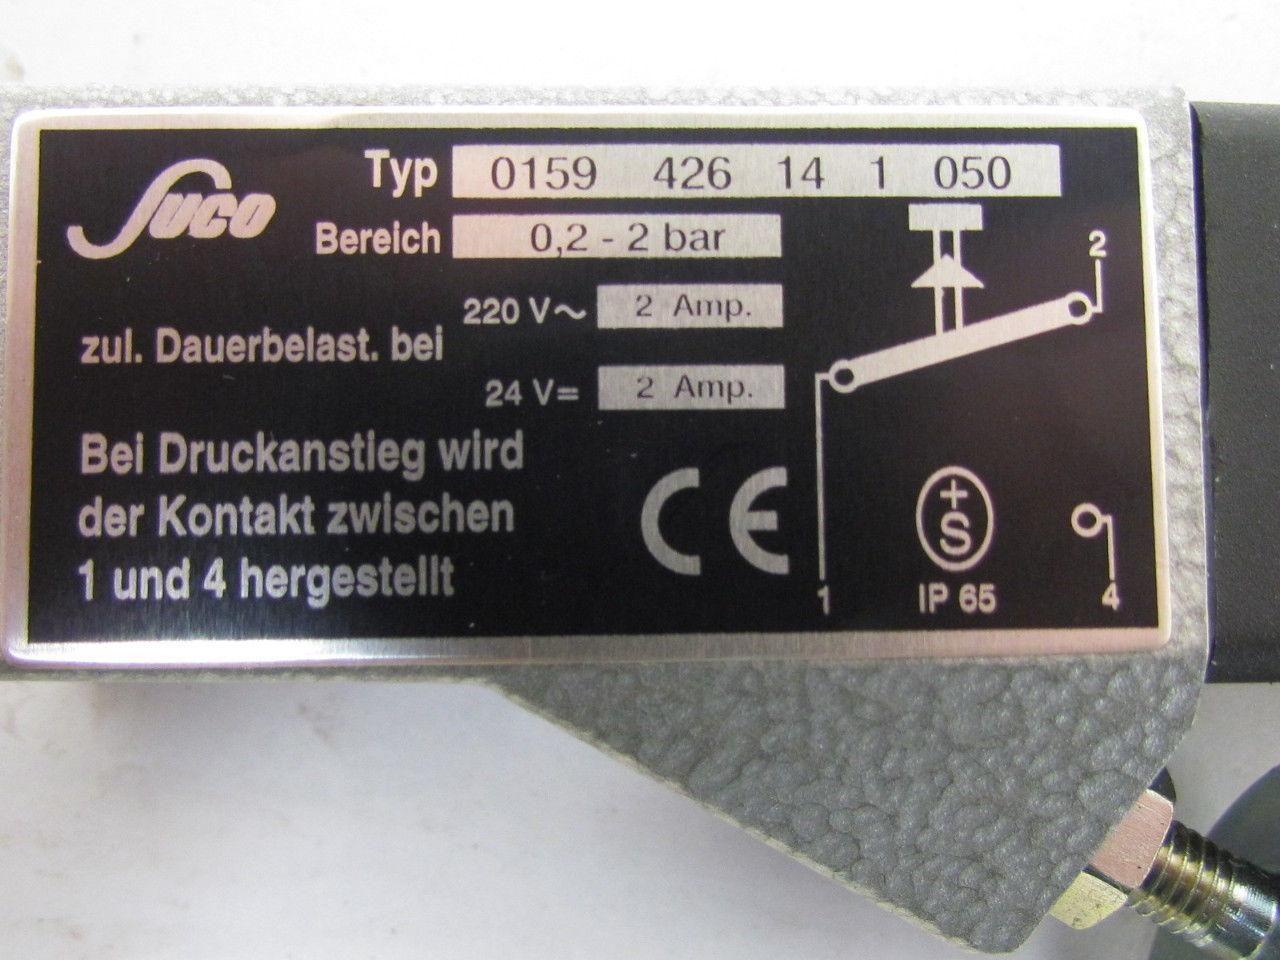 Suco
Typ 0159 426 14 1 050
Bereich 0,2 - 2 bar
220 V~ 2 Amp.
zul. Dauerbelast. bei
24 V= 2 Amp.
Bei Druckanstieg wird
der Kontakt zwischen
1 und 4 hergestellt
CE
2
1
+
S
IP 65
4